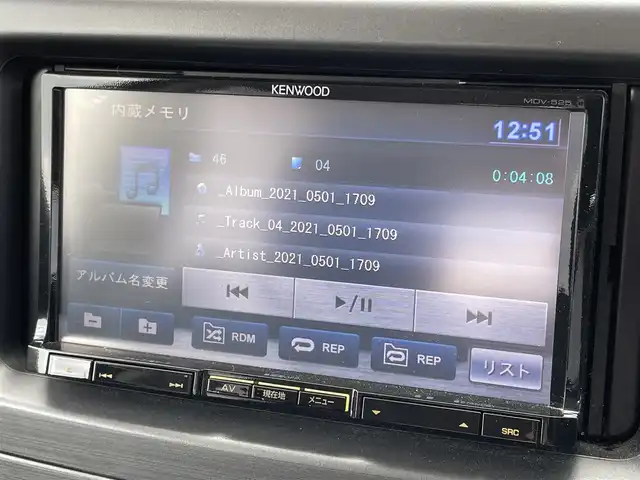 KENWOOD
MDV-525
内蔵メモリ
12:51
46 04
0:04:08
_Album_2021_0501_1709
_Track_04_2021_0501_1709
_Artist_2021_0501_1709
アルバム名変更
RDM REP REP リスト
AV 現在地 メニュー
SRC